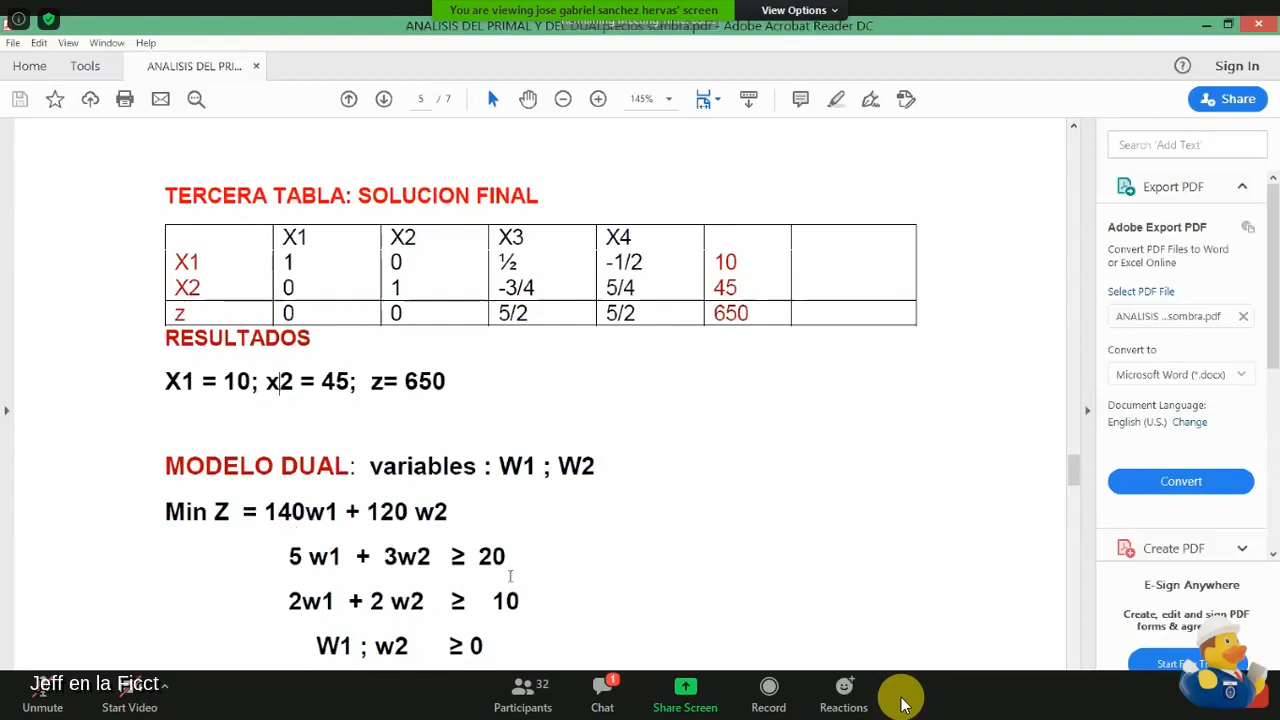 You are viewing jose gabriel sanchez hervas' screen
View Options
ANALISIS DEL PRIMAL Y DEL DUALprecios sombra.pdf - Adobe Acrobat Reader DC
File Edit View Window Help
Home Tools ANALISIS DEL PRI... × Sign In
5 / 7 145% Share
TERCERA TABLA: SOLUCION FINAL
X1 X2 X3 X4
X1 1 0 ½ -1/2 10
X2 0 1 -3/4 5/4 45
z 0 0 5/2 5/2 650
RESULTADOS
X1 = 10; x2 = 45; z= 650
MODELO DUAL: variables : W1 ; W2
Min Z = 140w1 + 120 w2
5 w1 + 3w2 ≥ 20
2w1 + 2 w2 ≥ 10
W1 ; w2 ≥ 0
Search 'Add Text'
Export PDF
Adobe Export PDF
Convert PDF Files to Word
or Excel Online
Select PDF File
ANALISIS ...sombra.pdf
Convert to
Microsoft Word (*.docx)
Document Language:
English (U.S.) Change
Convert
Create PDF
E-Sign Anywhere
Create, edit and sign PDF
forms & agre
Jeff en la Fict
Unmute Start Video 32 Participants 1 Chat Share Screen Record Reactions